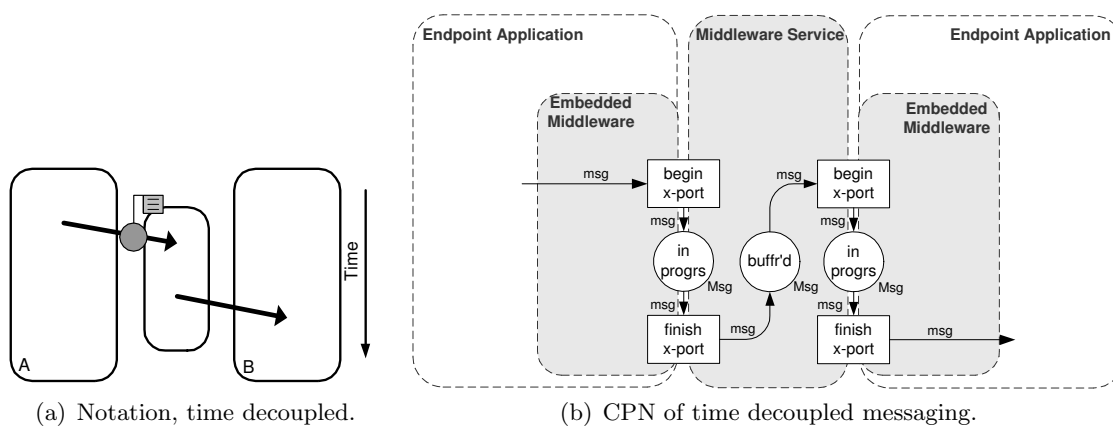 Endpoint Application
Middleware Service
Endpoint Application
Embedded
Middleware
Embedded
Middleware
msg
begin
x-port
begin
x-port
msg
msg
msg
in
progrs
Msg
buffr'd
Msg
in
progrs
Msg
msg
msg
finish
x-port
msg
finish
x-port
msg
Time
A
B
(a) Notation, time decoupled.
(b) CPN of time decoupled messaging.